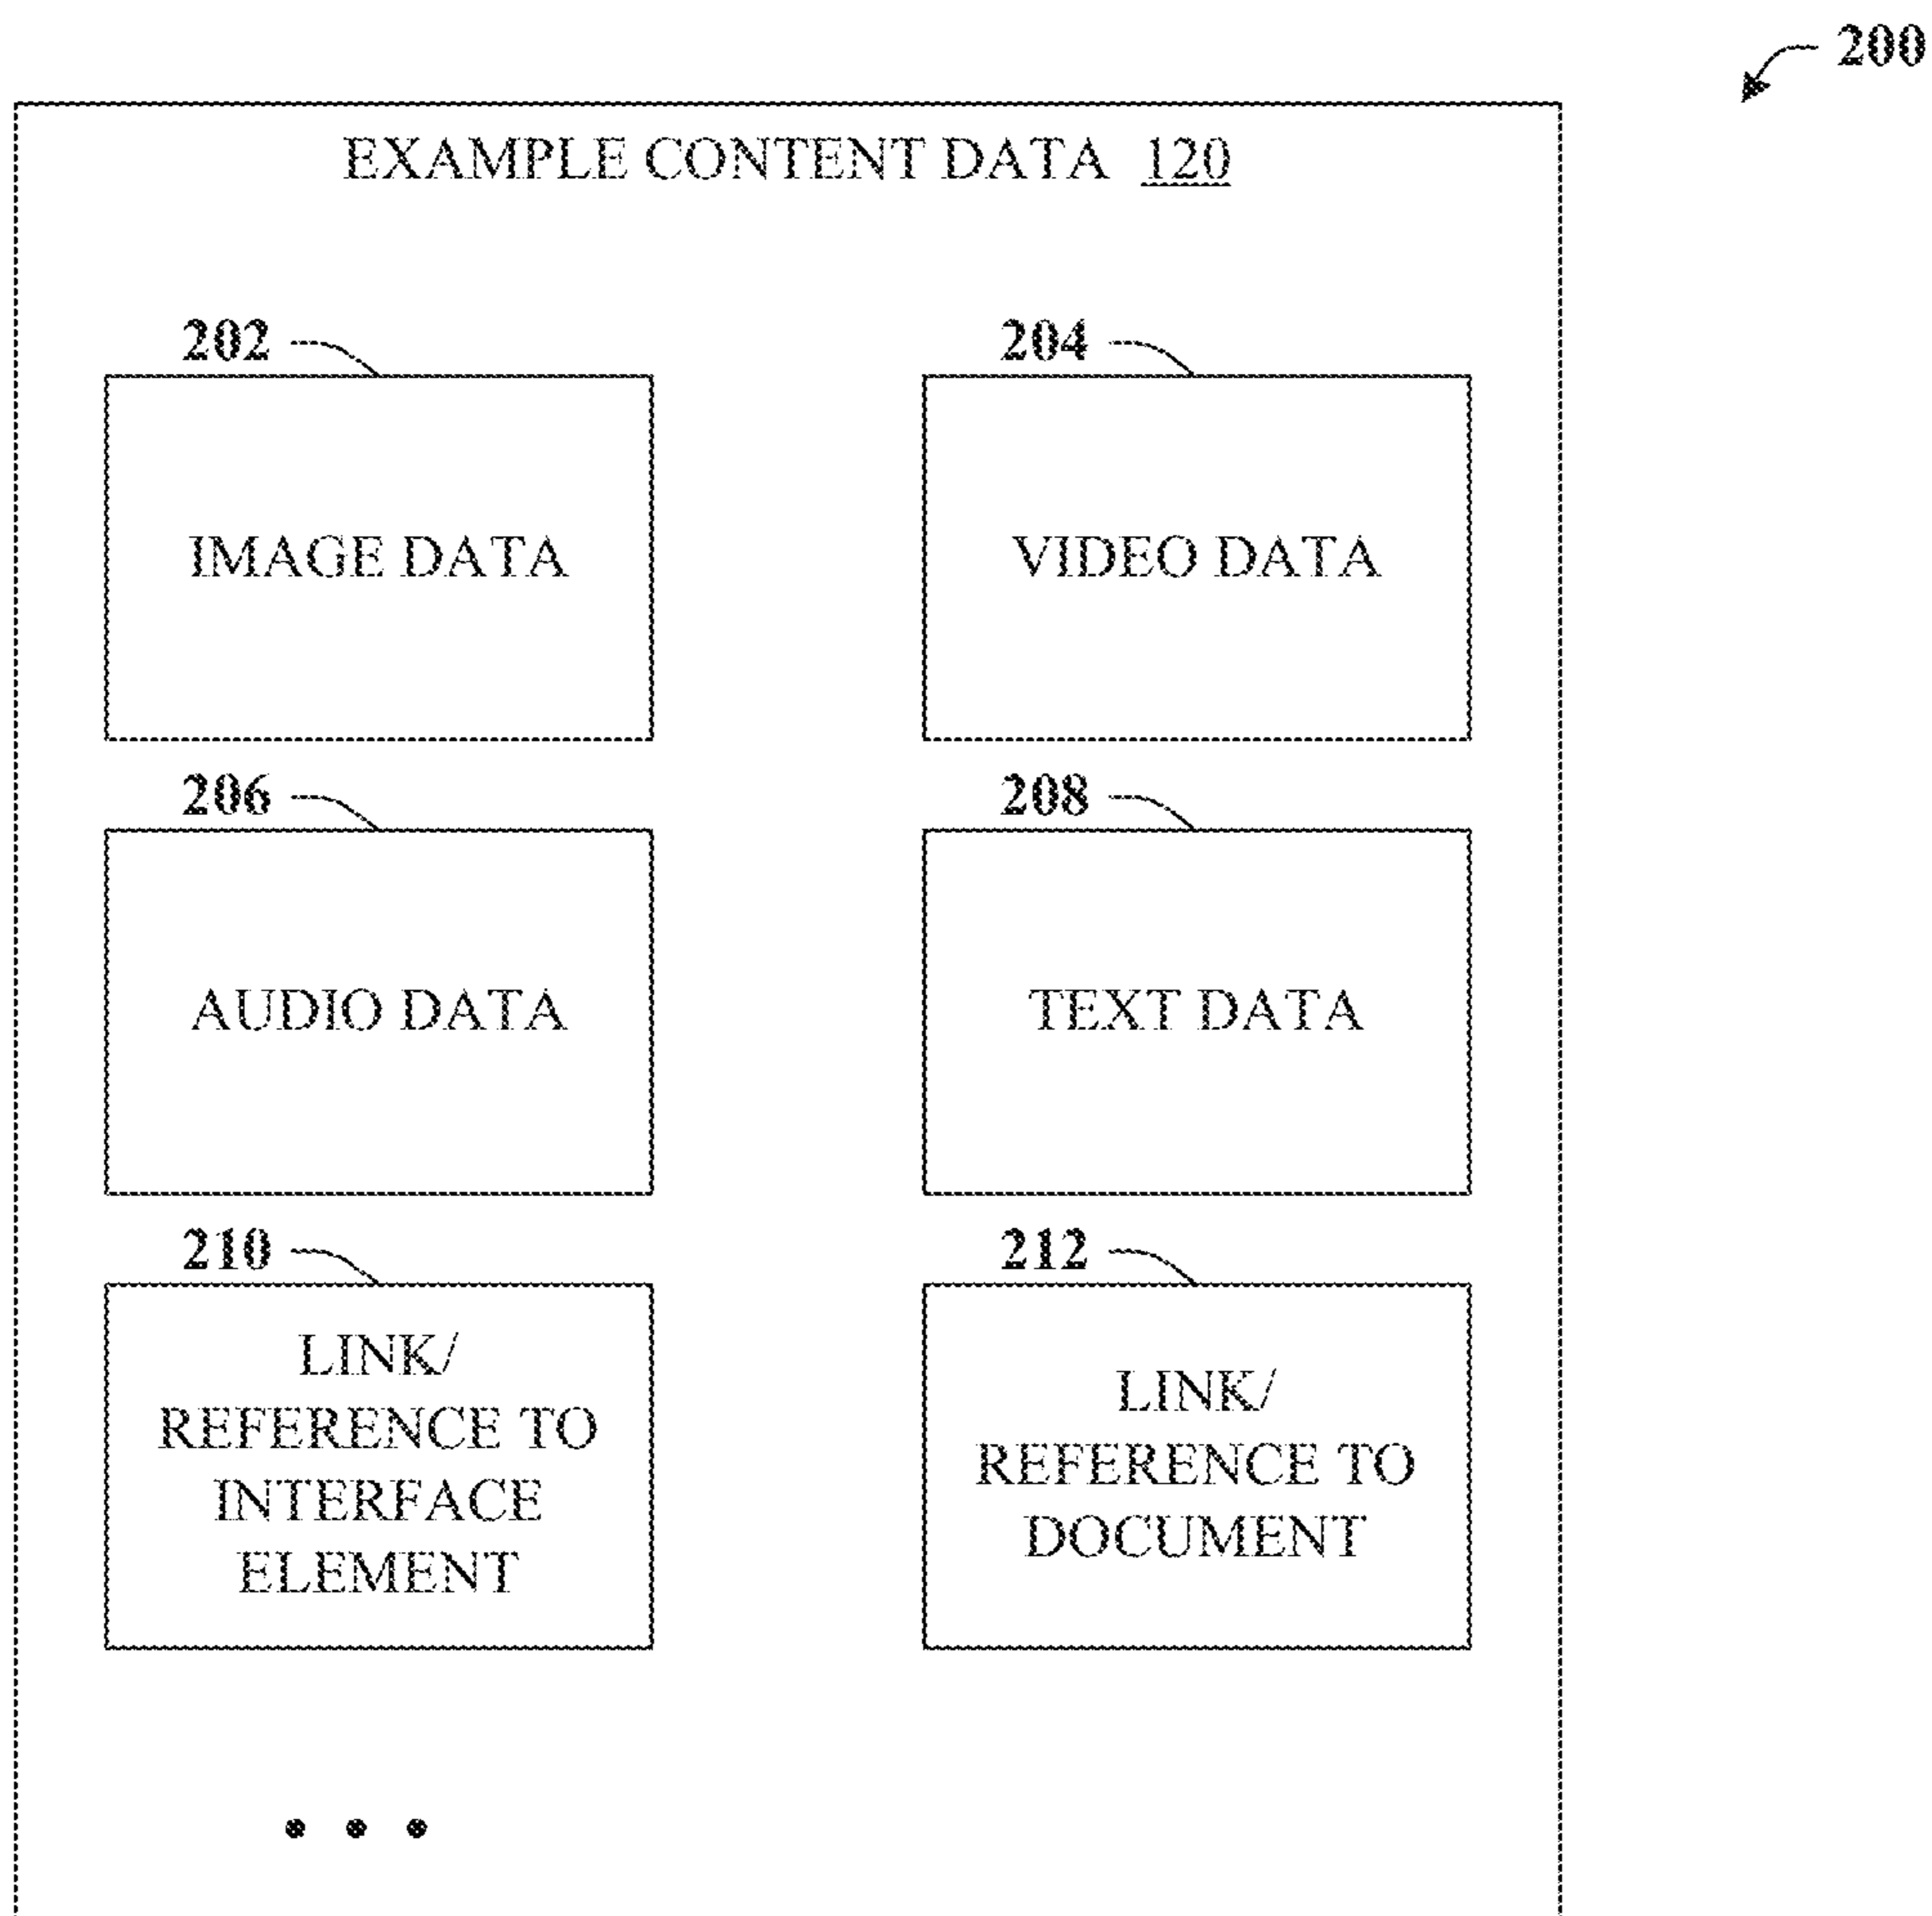 200
EXAMPLE CONTENT DATA 120
202
204
IMAGE DATA
VIDEO DATA
206
208
AUDIO DATA
TEXT DATA
210
212
LINK/
REFERENCE TO
INTERFACE
ELEMENT
LINK/
REFERENCE TO
DOCUMENT
• • •